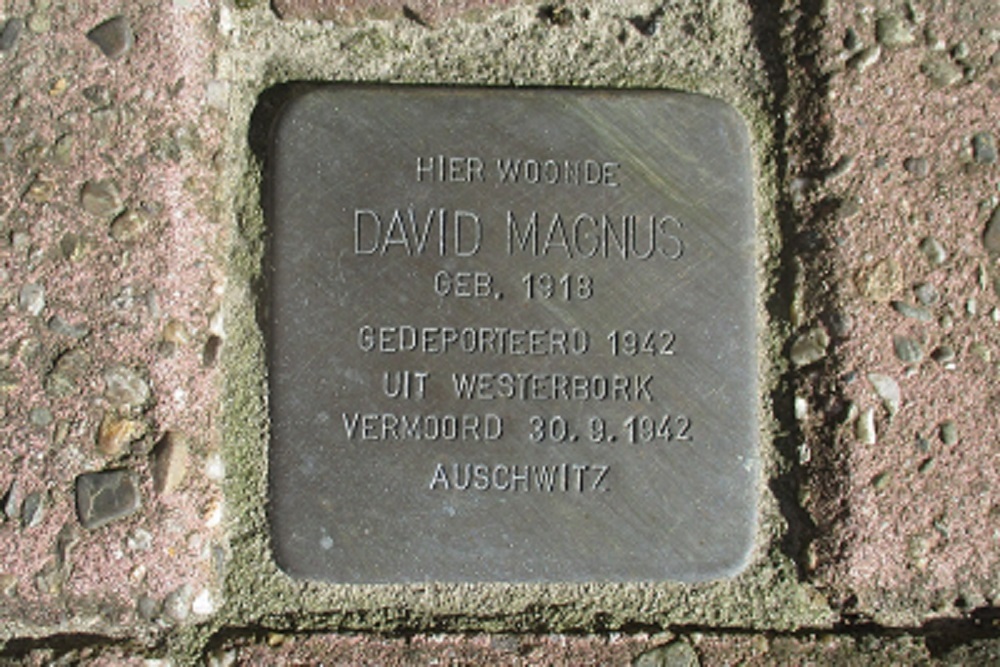 HIER WOONDE
DAVID MAGNUS
GEB. 1918
GEDEPORTEERD 1942
UIT WESTERBORK
VERMOORD 30.9.1942
AUSCHWITZ